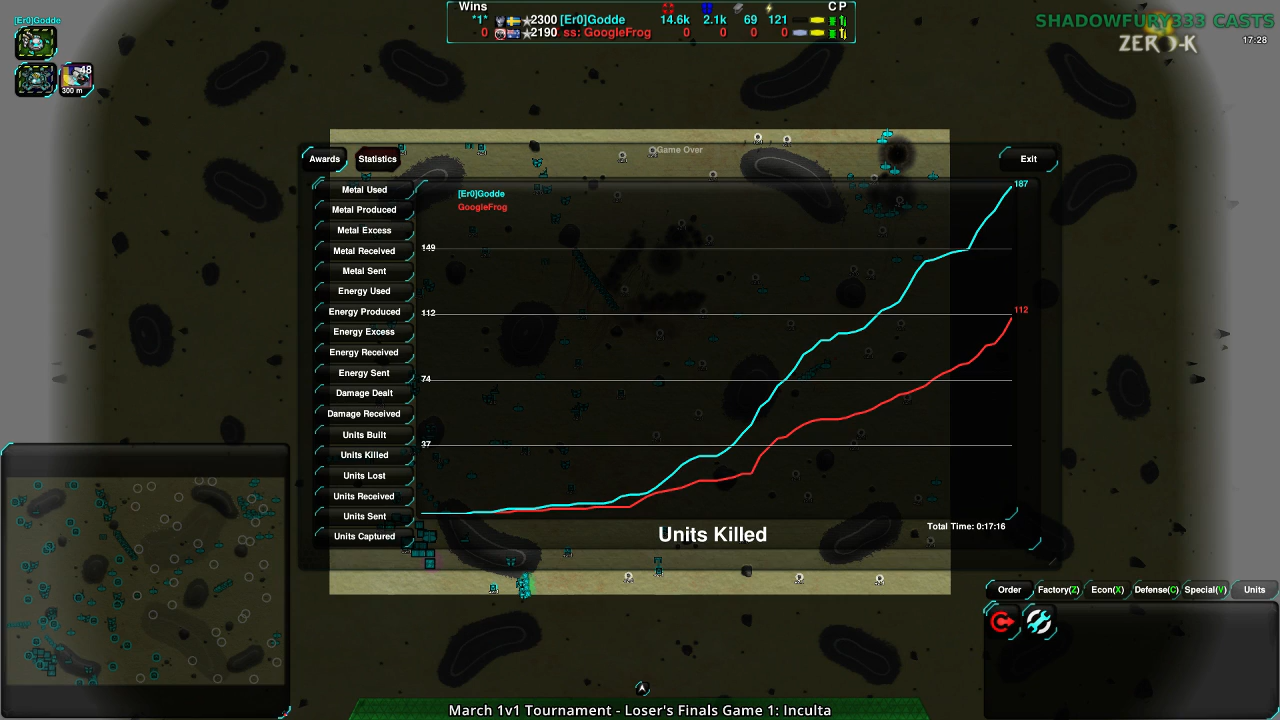 [Er0]Godde
48
300 m
Wins
C P
*1* 2300 [Er0]Godde 14.6k 2.1k 69 121
0 2190 ss: GoogleFrog 0 0 0 0
SHADOWFURY333 CASTS
ZERO-K
17:28
Game Over
Awards
Statistics
Exit
Metal Used
Metal Produced
Metal Excess
Metal Received
Metal Sent
Energy Used
Energy Produced
Energy Excess
Energy Received
Energy Sent
Damage Dealt
Damage Received
Units Built
Units Killed
Units Lost
Units Received
Units Sent
Units Captured
[Er0]Godde
GoogleFrog
187
149
112
112
74
37
Units Killed
Total Time: 0:17:16
Order
Factory(Z)
Econ(X)
Defense(C)
Special(V)
Units
March 1v1 Tournament - Loser's Finals Game 1: Inculta